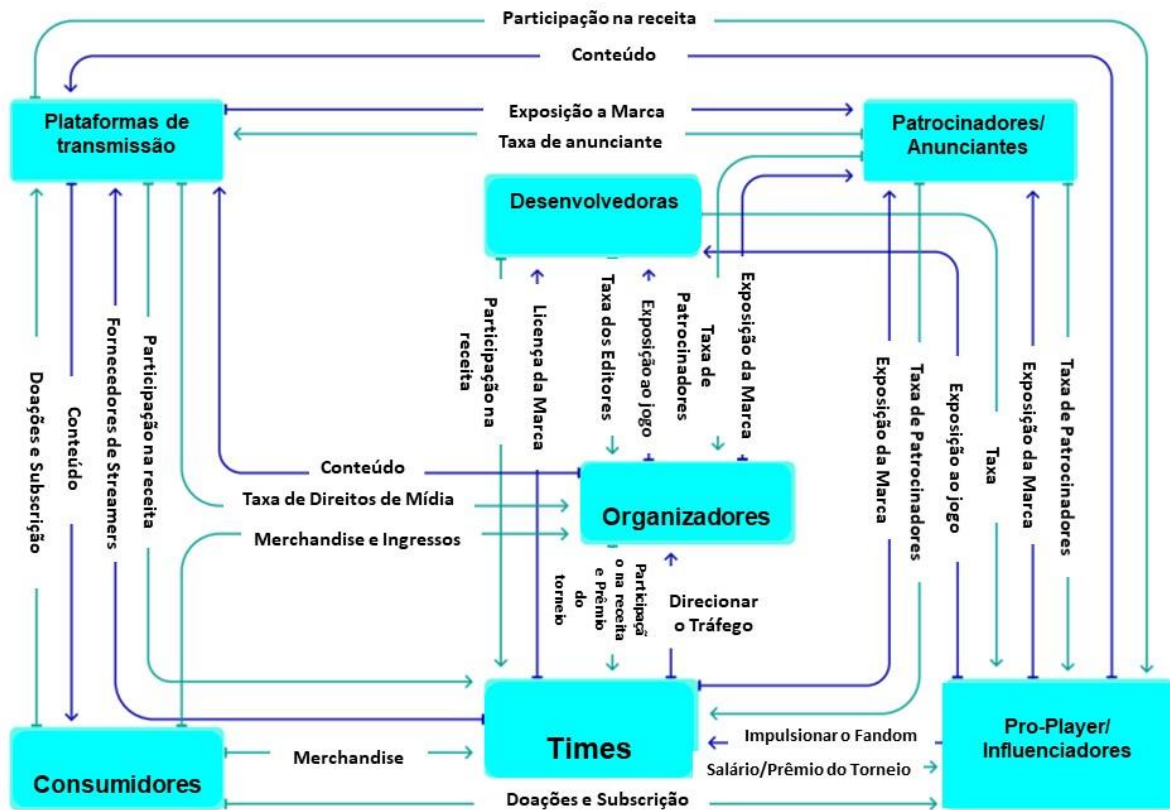 Participação na receita
Conteúdo
Plataformas de
transmissão
Exposição a Marca
Taxa de anunciante
Patrocinadores/
Anunciantes
Desenvolvedoras
Doações e Subscrição
Conteúdo
Fornecedores de Streamers
Participação na receita
Participação na
receita
Licença da Marca
Taxa dos Editores
Exposição ao jogo
Taxa de
Patrocinadores
Exposição da Marca
Exposição da Marca
Taxa de Patrocinadores
Exposição ao jogo
Taxa
Exposição da Marca
Taxa de Patrocinadores
Conteúdo
Taxa de Direitos de Mídia
Merchandise e Ingressos
Organizadores
Participaçã
o na receita
e Prêmio
do
torneio
Direcionar
o Tráfego
Consumidores
Merchandise
Times
Impulsionar o Fandom
Salário/Prêmio do Torneio
Pro-Player/
Influenciadores
Doações e Subscrição